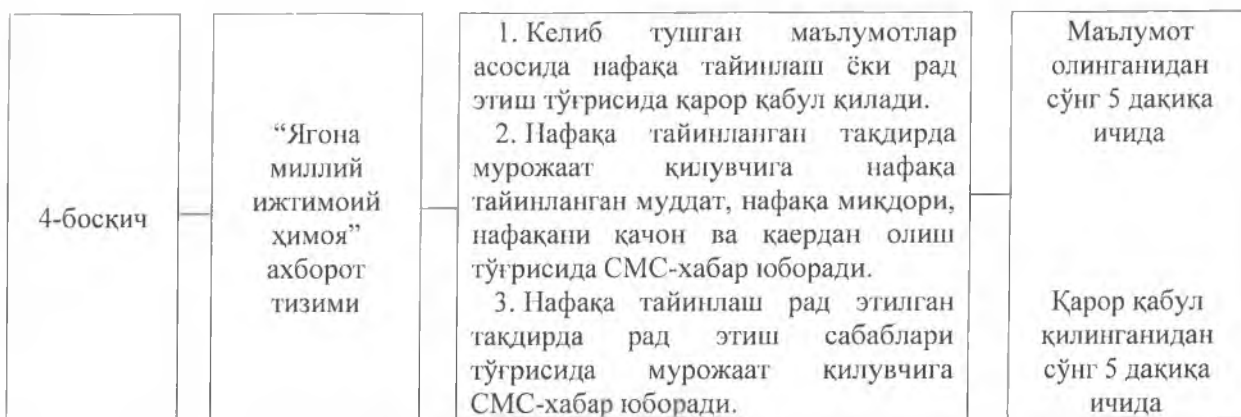 4-босқич
“Ягона
миллий
ижтимоий
ҳимоя”
ахборот
тизими
1. Келиб тушган маълумотлар
асосида нафақа тайинлаш ёки рад
этиш тўғрисида қарор қабул қилади.
2. Нафақа тайинланган тақдирда
мурожаат қилувчига нафақа
тайинланган муддат, нафақа миқдори,
нафақани қачон ва қаердан олиш
тўғрисида СМС-хабар юборади.
3. Нафақа тайинлаш рад этилган
тақдирда рад этиш сабаблари
тўғрисида мурожаат қилувчига
СМС-хабар юборади.
Маълумот
олинганидан
сўнг 5 дақиқа
ичида
Қарор қабул
қилинганидан
сўнг 5 дақиқа
ичида